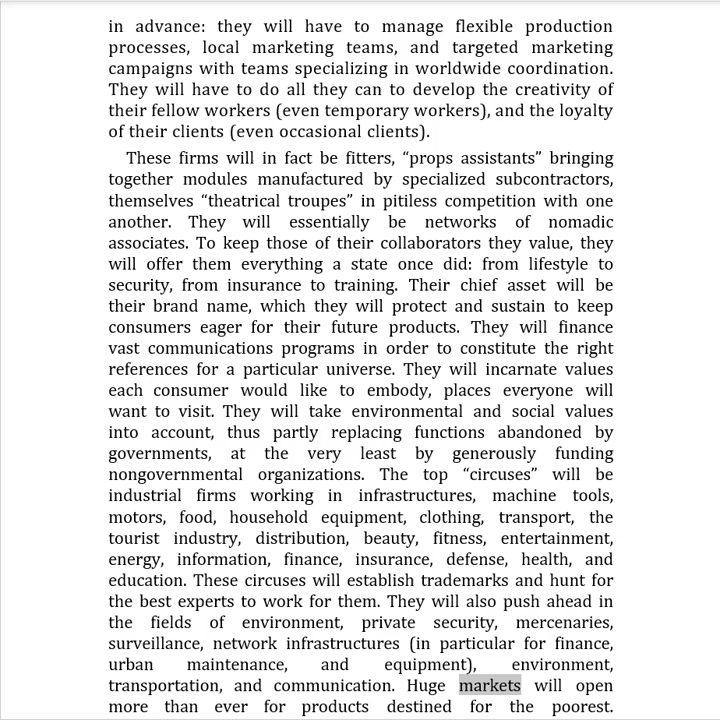 in advance: they will have to manage flexible production
processes, local marketing teams, and targeted marketing
campaigns with teams specializing in worldwide coordination.
They will have to do all they can to develop the creativity of
their fellow workers (even temporary workers), and the loyalty
of their clients (even occasional clients).
These firms will in fact be fitters, “props assistants” bringing
together modules manufactured by specialized subcontractors,
themselves “theatrical troupes” in pitiless competition with one
another. They will essentially be networks of nomadic
associates. To keep those of their collaborators they value, they
will offer them everything a state once did: from lifestyle to
security, from insurance to training. Their chief asset will be
their brand name, which they will protect and sustain to keep
consumers eager for their future products. They will finance
vast communications programs in order to constitute the right
references for a particular universe. They will incarnate values
each consumer would like to embody, places everyone will
want to visit. They will take environmental and social values
into account, thus partly replacing functions abandoned by
governments, at the very least by generously funding
nongovernmental organizations. The top “circuses” will be
industrial firms working in infrastructures, machine tools,
motors, food, household equipment, clothing, transport, the
tourist industry, distribution, beauty, fitness, entertainment,
energy, information, finance, insurance, defense, health, and
education. These circuses will establish trademarks and hunt for
the best experts to work for them. They will also push ahead in
the fields of environment, private security, mercenaries,
surveillance, network infrastructures (in particular for finance,
urban maintenance, and equipment), environment,
transportation, and communication. Huge markets will open
more than ever for products destined for the poorest.